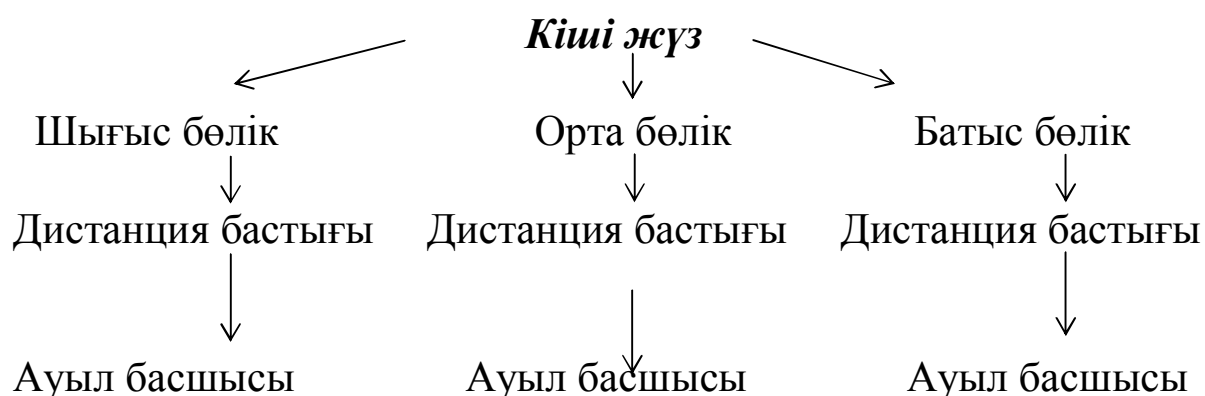 Кіші жүз
Шығыс бөлік Орта бөлік Батыс бөлік
Дистанция бастығы Дистанция бастығы Дистанция бастығы
Ауыл басшысы Ауыл басшысы Ауыл басшысы